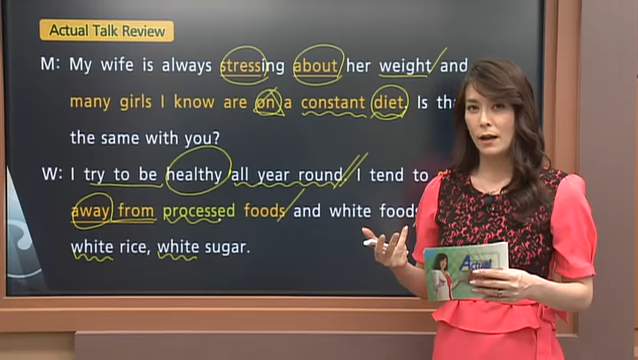 Actual Talk Review
M: My wife is always stressing about her weight and
many girls I know are on a constant diet. Is
the same with you?
W: I try to be healthy all year round. I tend to
away from processed foods and white
white rice, white sugar.
Actual